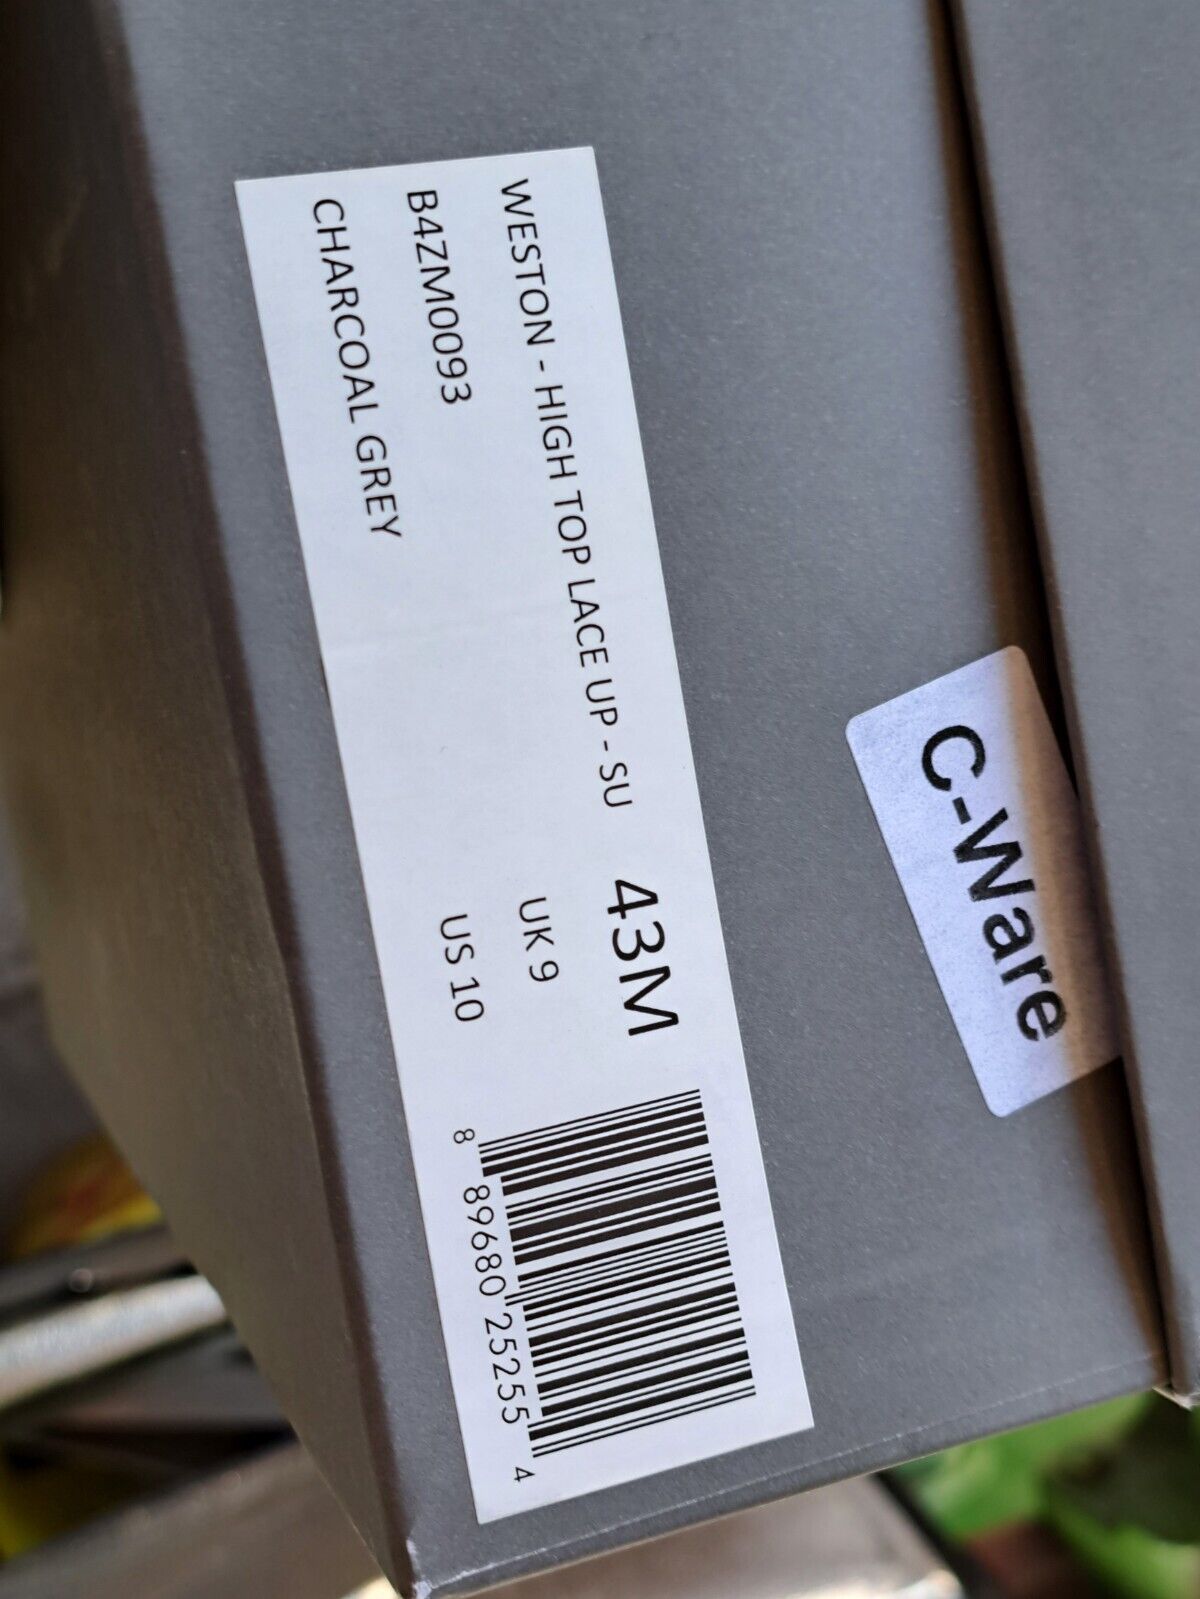 WESTON - HIGH TOP LACE UP - SU
B4ZM0093
CHARCOAL GREY
43M
UK 9
US 10
8 89680 25255 4
C-Ware